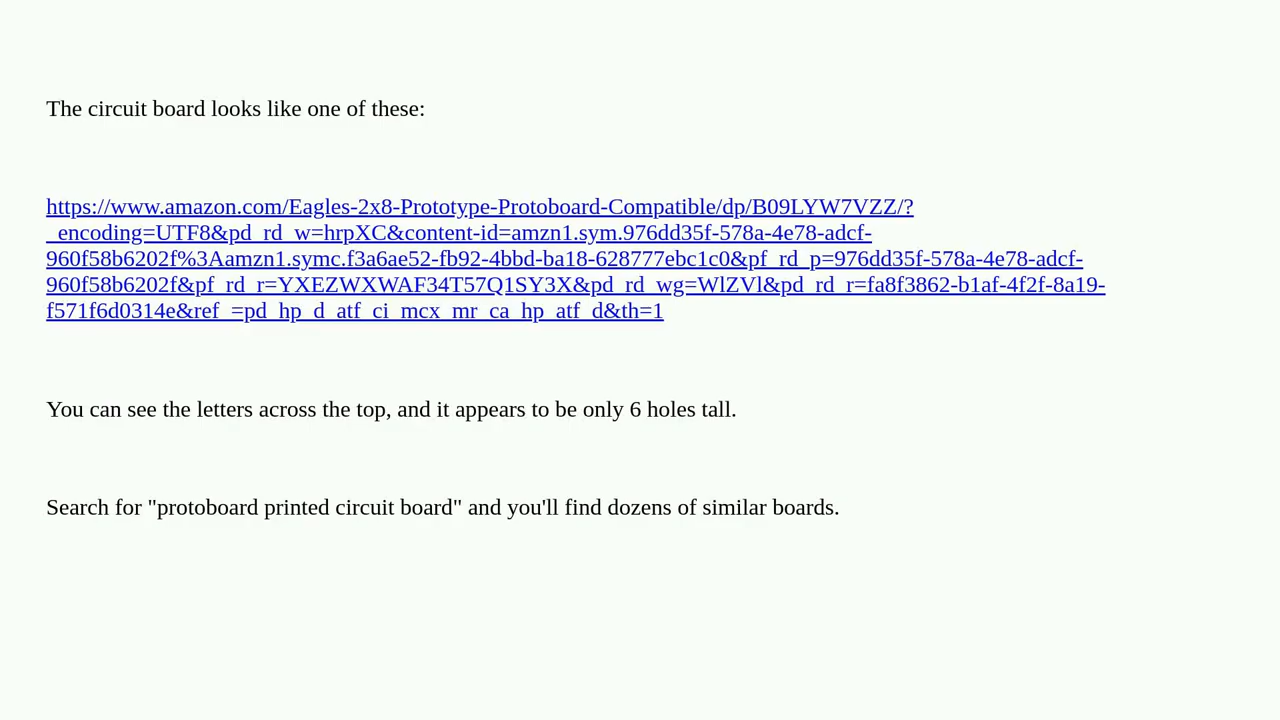 The circuit board looks like one of these:
https://www.amazon.com/Eagles-2x8-Prototype-Protoboard-Compatible/dp/B09LYW7VZZ/?
_encoding=UTF8&pd_rd_w=hrpXC&content-id=amzn1.sym.976dd35f-578a-4e78-adcf-
960f58b6202f%3Aamzn1.symc.f3a6ae52-fb92-4bbd-ba18-628777ebc1c0&pf_rd_p=976dd35f-578a-4e78-adcf-
960f58b6202f&pf_rd_r=YXEZWXWAF34T57Q1SY3X&pd_rd_wg=WlZVl&pd_rd_r=fa8f3862-b1af-4f2f-8a19-
f571f6d0314e&ref_=pd_hp_d_atf_ci_mcx_mr_ca_hp_atf_d&th=1
You can see the letters across the top, and it appears to be only 6 holes tall.
Search for "protoboard printed circuit board" and you'll find dozens of similar boards.